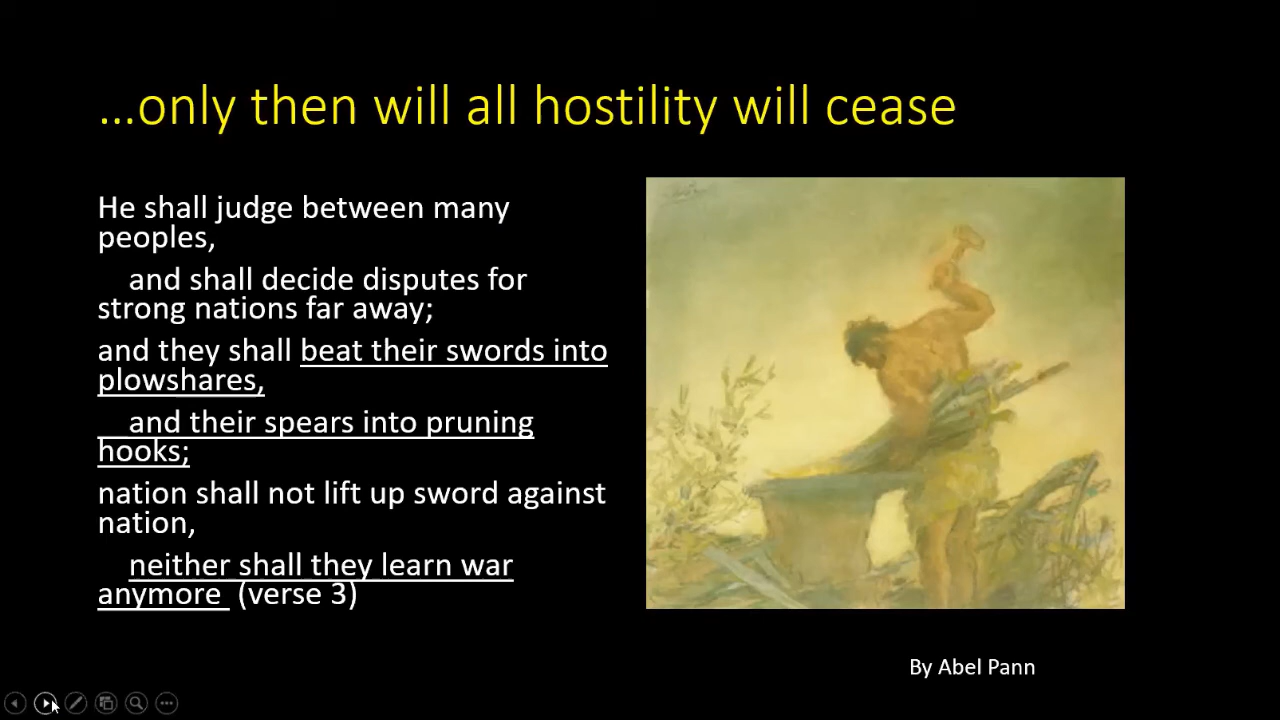 ...only then will all hostility will cease
He shall judge between many
peoples,
and shall decide disputes for
strong nations far away;
and they shall beat their swords into
plowshares,
and their spears into pruning
hooks;
nation shall not lift up sword against
nation,
neither shall they learn war
anymore (verse 3)
By Abel Pann